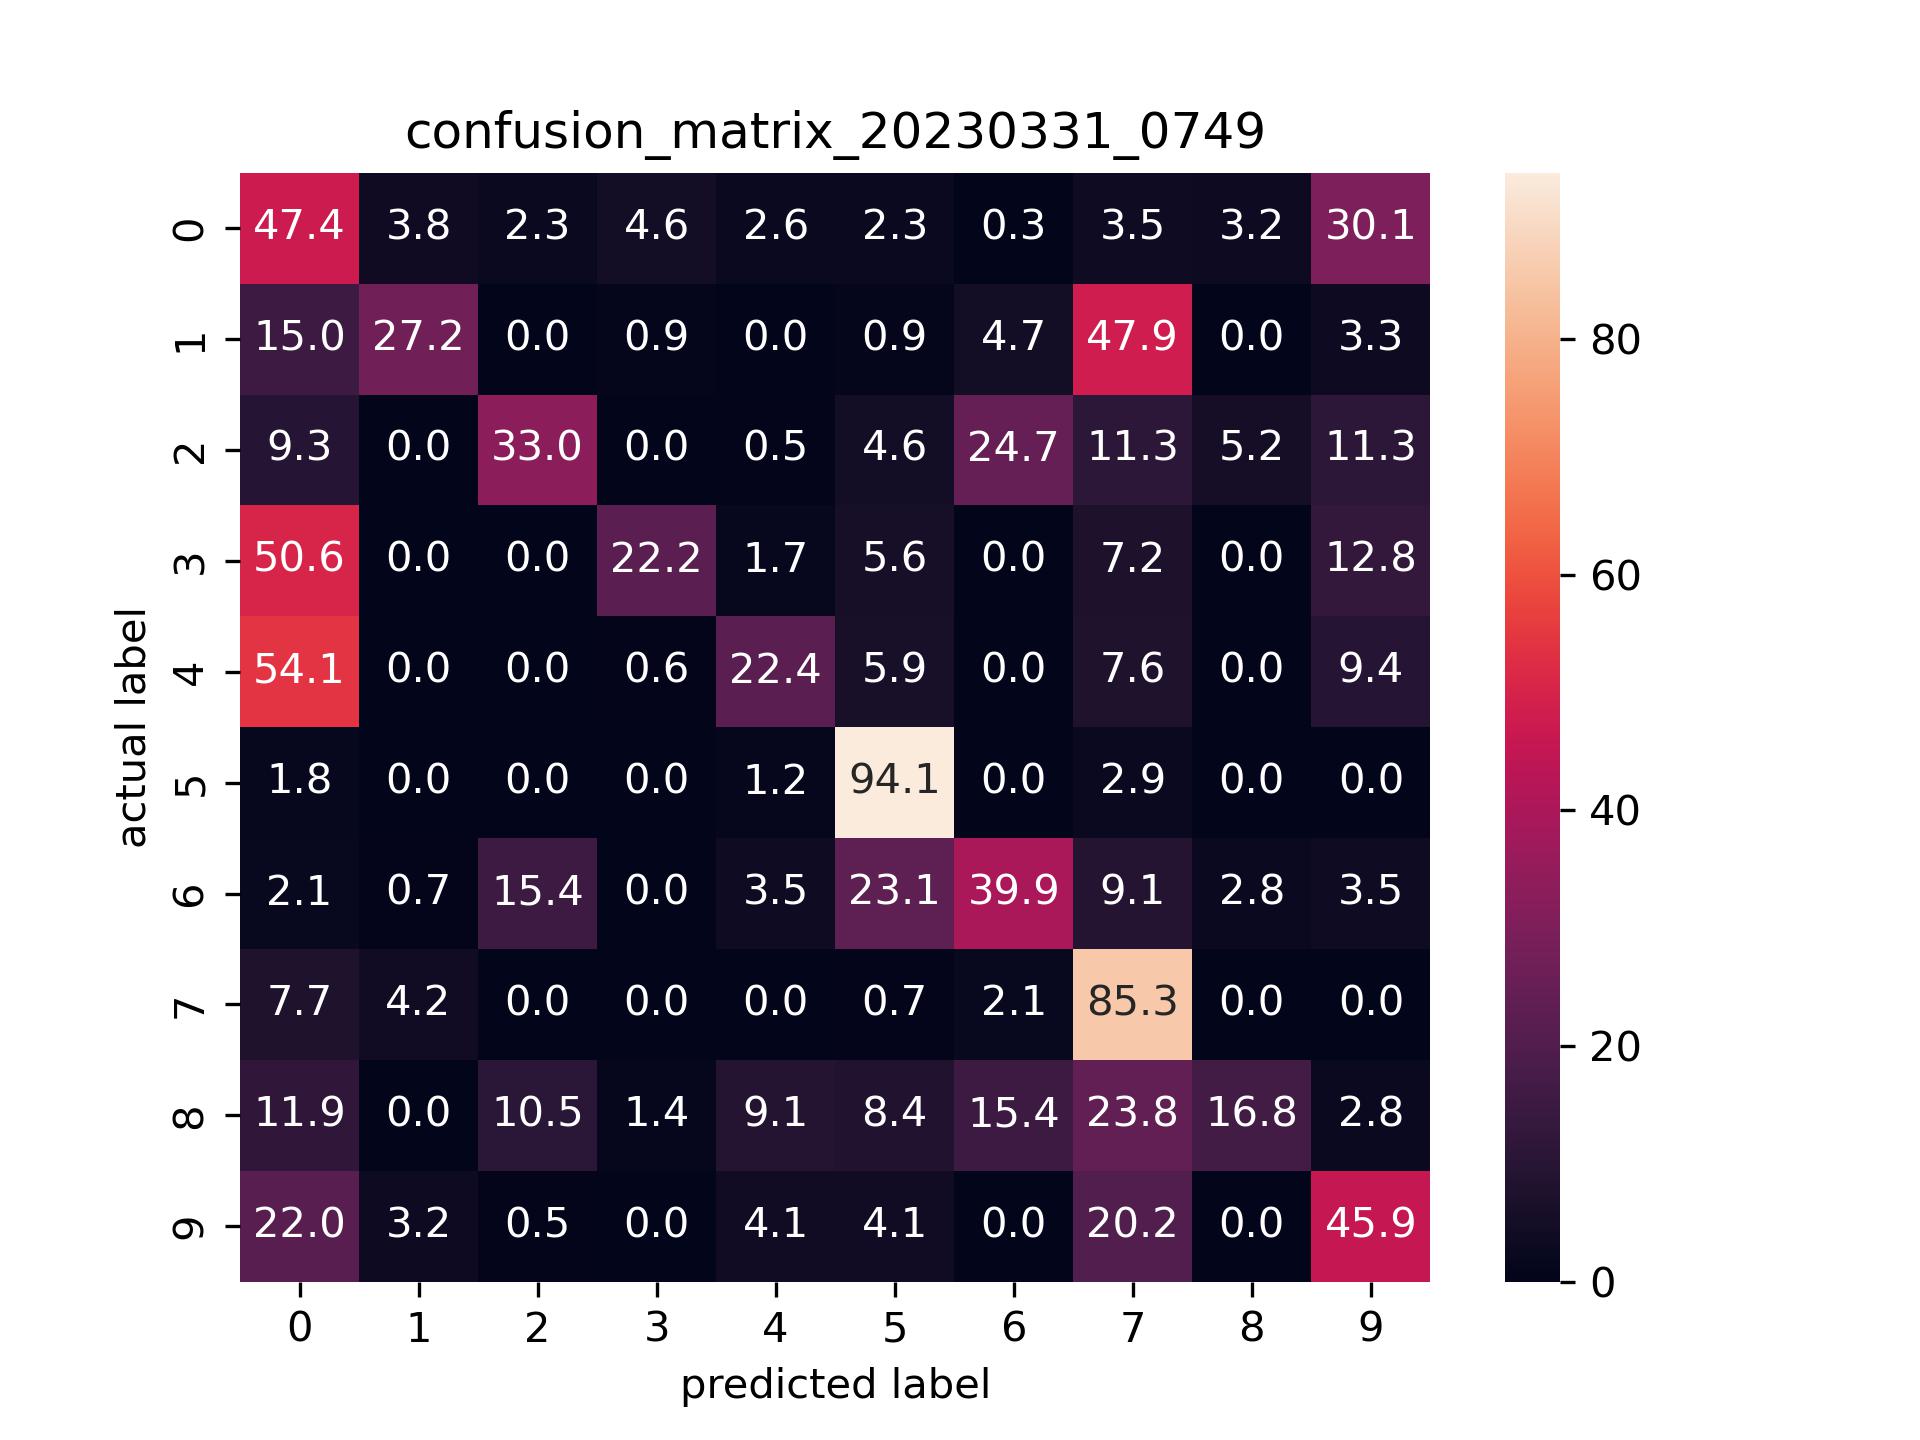 confusion_matrix_20230331_0749
0 47.4 3.8 2.3 4.6 2.6 2.3 0.3 3.5 3.2 30.1
1 15.0 27.2 0.0 0.9 0.0 0.9 4.7 47.9 0.0 3.3
2 9.3 0.0 33.0 0.0 0.5 4.6 24.7 11.3 5.2 11.3
3 50.6 0.0 0.0 22.2 1.7 5.6 0.0 7.2 0.0 12.8
4 54.1 0.0 0.0 0.6 22.4 5.9 0.0 7.6 0.0 9.4
5 1.8 0.0 0.0 0.0 1.2 94.1 0.0 2.9 0.0 0.0
6 2.1 0.7 15.4 0.0 3.5 23.1 39.9 9.1 2.8 3.5
7 7.7 4.2 0.0 0.0 0.0 0.7 2.1 85.3 0.0 0.0
8 11.9 0.0 10.5 1.4 9.1 8.4 15.4 23.8 16.8 2.8
9 22.0 3.2 0.5 0.0 4.1 4.1 0.0 20.2 0.0 45.9
0 1 2 3 4 5 6 7 8 9
predicted label
actual label
80
60
40
20
0